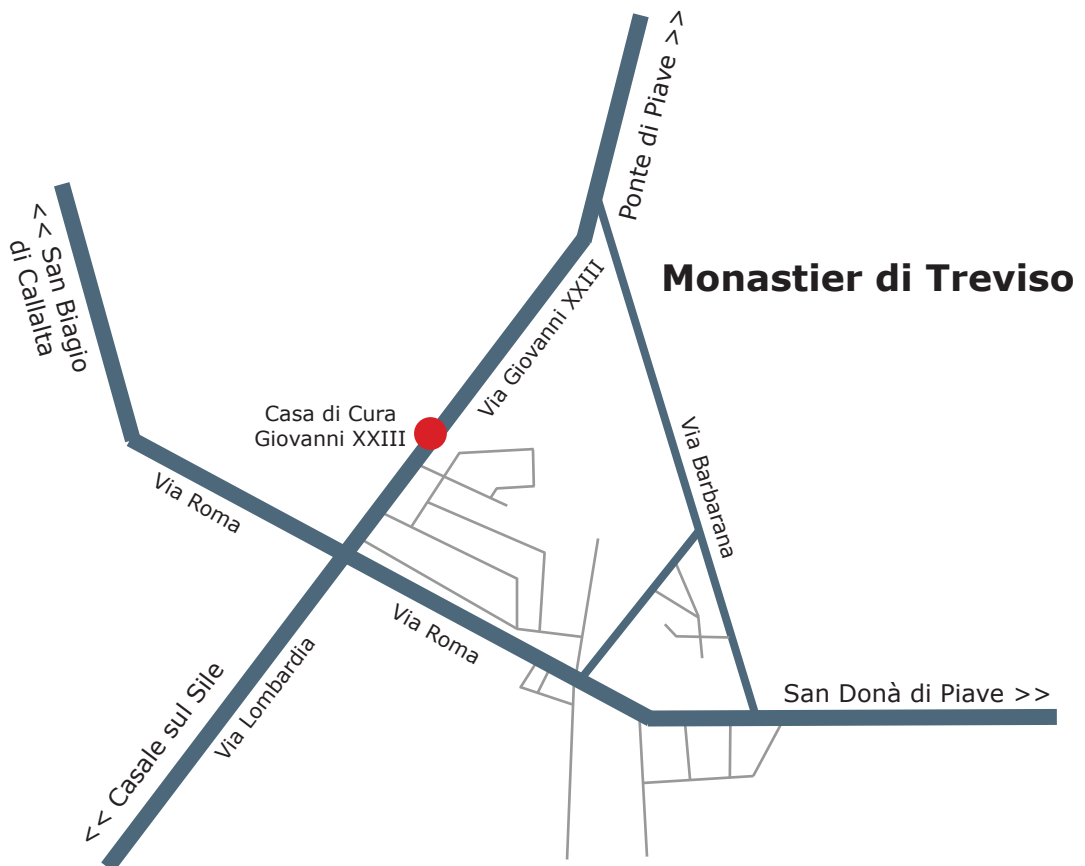 Ponte di Piave >>
<< San Biagio
di Callalta
Monastier di Treviso
Via Giovanni XXIII
Casa di Cura
Giovanni XXIII
Via Roma
Via Barbarana
Via Roma
Via Lombardia
<< Casale sul Sile
San Donà di Piave >>